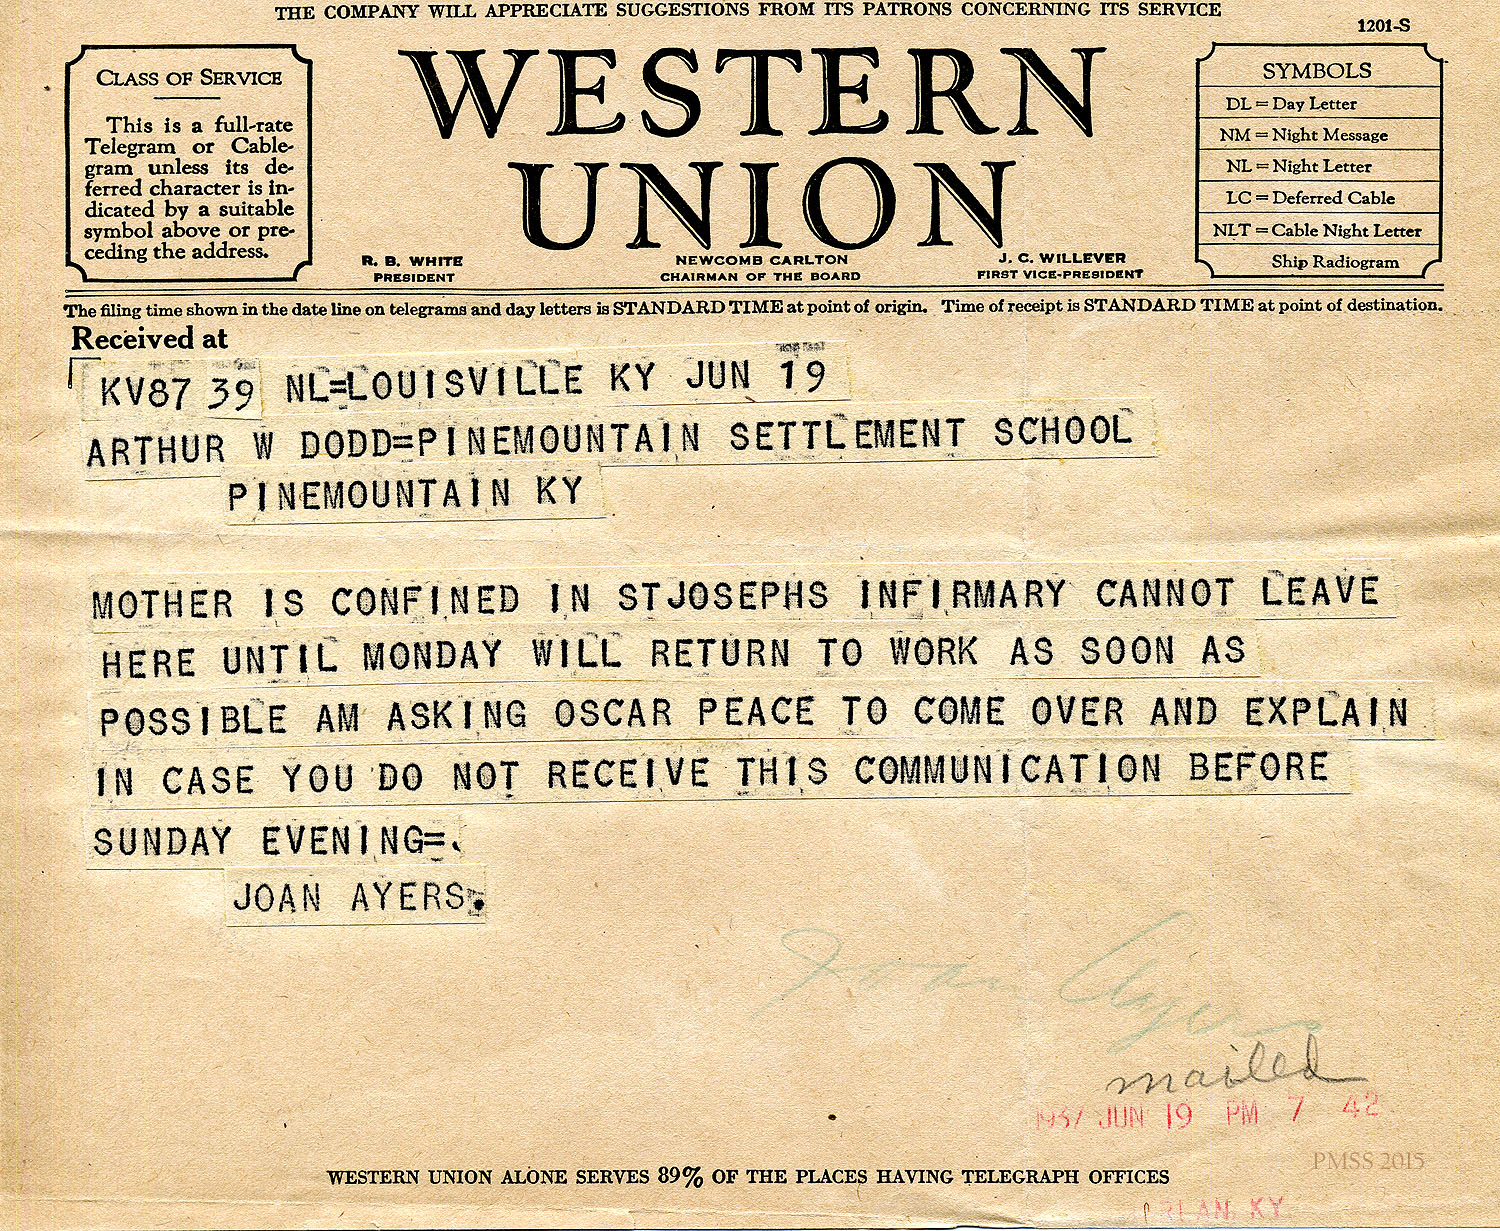 THE COMPANY WILL APPRECIATE SUGGESTIONS FROM ITS PATRONS CONCERNING ITS SERVICE
1201-S
CLASS OF SERVICE
This is a full-rate
Telegram or Cable-
gram unless its de-
ferred character is in-
dicated by a suitable
symbol above or pre-
ceding the address.
WESTERN
UNION
R. B. WHITE
PRESIDENT
NEWCOMB CARLTON
CHAIRMAN OF THE BOARD
J. C. WILLEVER
FIRST VICE-PRESIDENT
SYMBOLS
DL = Day Letter
NM = Night Message
NL = Night Letter
LC = Deferred Cable
NLT = Cable Night Letter
Ship Radiogram
The filing time shown in the date line on telegrams and day letters is STANDARD TIME at point of origin. Time of receipt is STANDARD TIME at point of destination.
Received at
KV87 39 NL=LOUISVILLE KY JUN 19
ARTHUR W DODD=PINEMOUNTAIN SETTLEMENT SCHOOL
PINEMOUNTAIN KY
MOTHER IS CONFINED IN STJOSEPHS INFIRMARY CANNOT LEAVE
HERE UNTIL MONDAY WILL RETURN TO WORK AS SOON AS
POSSIBLE AM ASKING OSCAR PEACE TO COME OVER AND EXPLAIN
IN CASE YOU DO NOT RECEIVE THIS COMMUNICATION BEFORE
SUNDAY EVENING=.
JOAN AYERS.
Joan Ayers
mailed
1937 JUN 19 PM 7 42
PMSS 2015
WESTERN UNION ALONE SERVES 89% OF THE PLACES HAVING TELEGRAPH OFFICES
KY